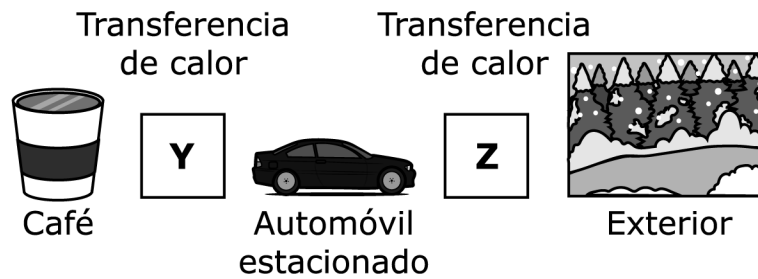 Transferencia
de calor
Transferencia
de calor
Y
Z
Café
Automóvil
estacionado
Exterior